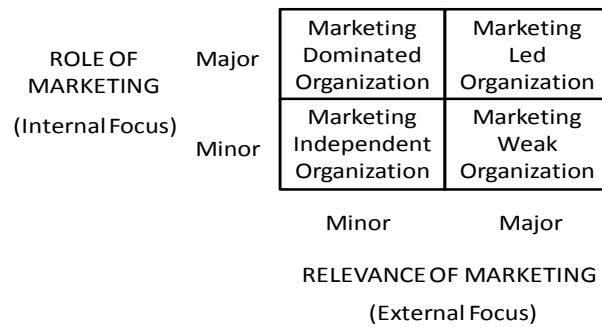 ROLE OF
MARKETING
(Internal Focus)
Major
Marketing
Dominated
Organization
Marketing
Led
Organization
Minor
Marketing
Independent
Organization
Marketing
Weak
Organization
Minor
Major
RELEVANCE OF MARKETING
(External Focus)